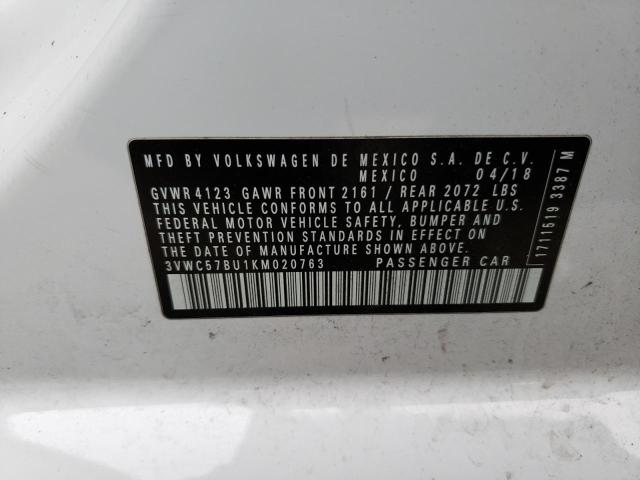 MFD BY VOLKSWAGEN DE MEXICO S.A. DE C.V.
MEXICO 04/18
GVWR 4123 GAWR FRONT 2161 / REAR 2072 LBS
THIS VEHICLE CONFORMS TO ALL APPLICABLE U.S.
FEDERAL MOTOR VEHICLE SAFETY, BUMPER AND
THEFT PREVENTION STANDARDS IN EFFECT ON
THE DATE OF MANUFACTURE SHOWN ABOVE.
3VWC57BU1KM020763 PASSENGER CAR
1711519 3387 M